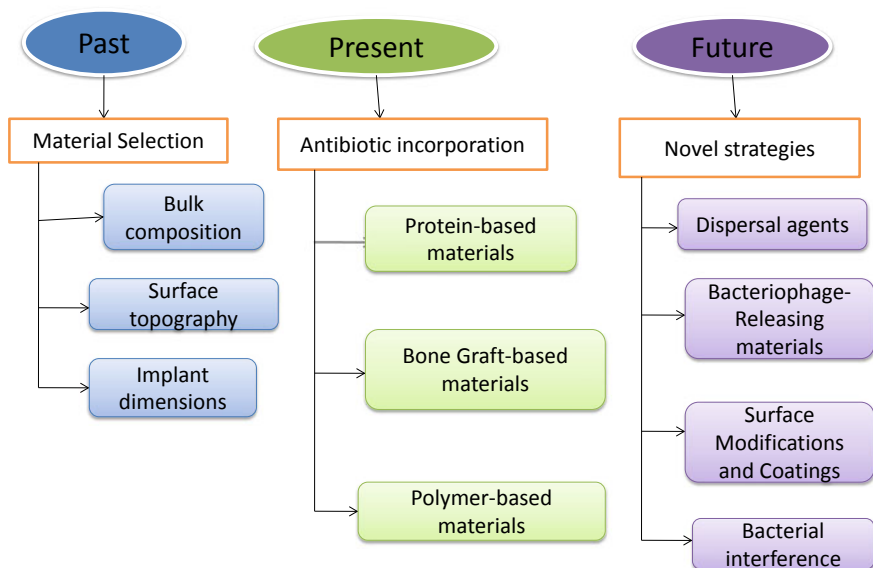 Past
Material Selection
Bulk
composition
Surface
topography
Implant
dimensions
Present
Antibiotic incorporation
Protein-based
materials
Bone Graft-based
materials
Polymer-based
materials
Future
Novel strategies
Dispersal agents
Bacteriophage-
Releasing
materials
Surface
Modifications
and Coatings
Bacterial
interference